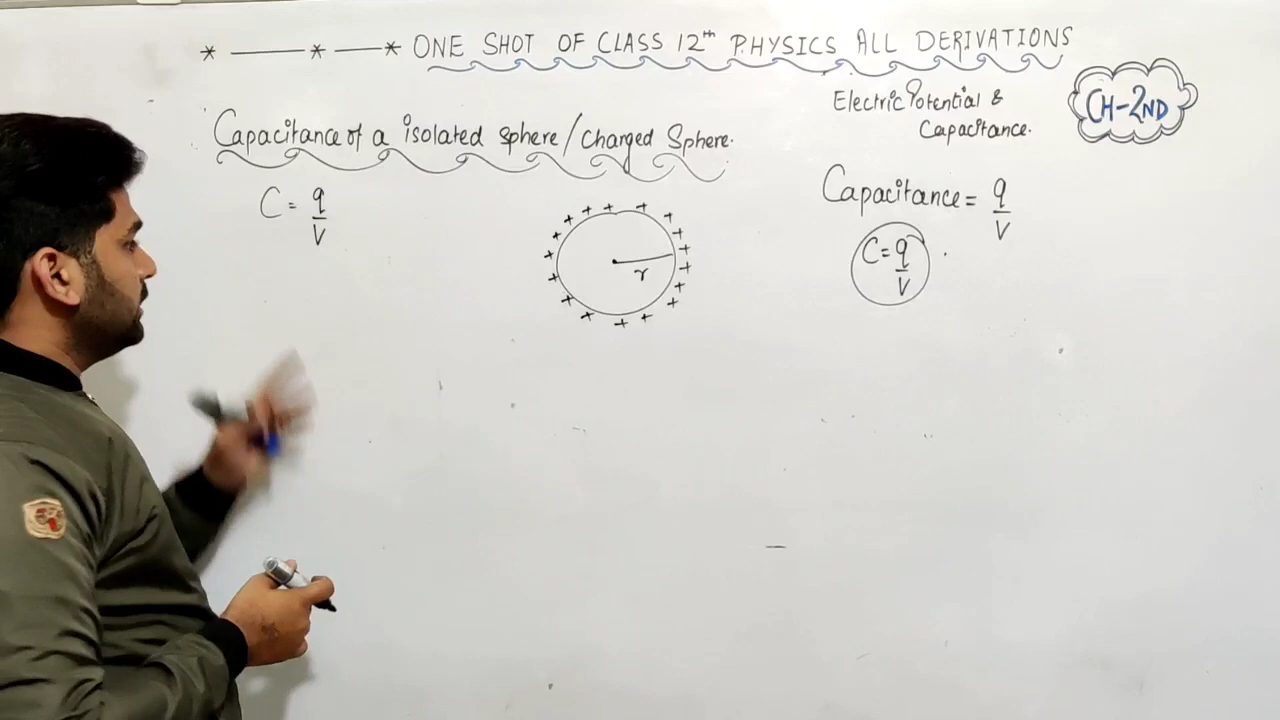 * — * — * ONE SHOT OF CLASS 12th PHYSICS ALL DERIVATIONS
Electric Potential &
Capacitance.
CH-2ND
Capacitance of a isolated sphere/Charged Sphere.
C = q/V
r
Capacitance = q/V
C = q/V